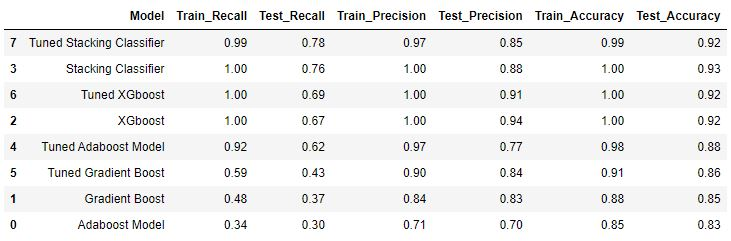 Model Train_Recall Test_Recall Train_Precision Test_Precision Train_Accuracy Test_Accuracy
7 Tuned Stacking Classifier 0.99 0.78 0.97 0.85 0.99 0.92
3 Stacking Classifier 1.00 0.76 1.00 0.88 1.00 0.93
6 Tuned XGboost 1.00 0.69 1.00 0.91 1.00 0.92
2 XGboost 1.00 0.67 1.00 0.94 1.00 0.92
4 Tuned Adaboost Model 0.92 0.62 0.97 0.77 0.98 0.88
5 Tuned Gradient Boost 0.59 0.43 0.90 0.84 0.91 0.86
1 Gradient Boost 0.48 0.37 0.84 0.83 0.88 0.85
0 Adaboost Model 0.34 0.30 0.71 0.70 0.85 0.83